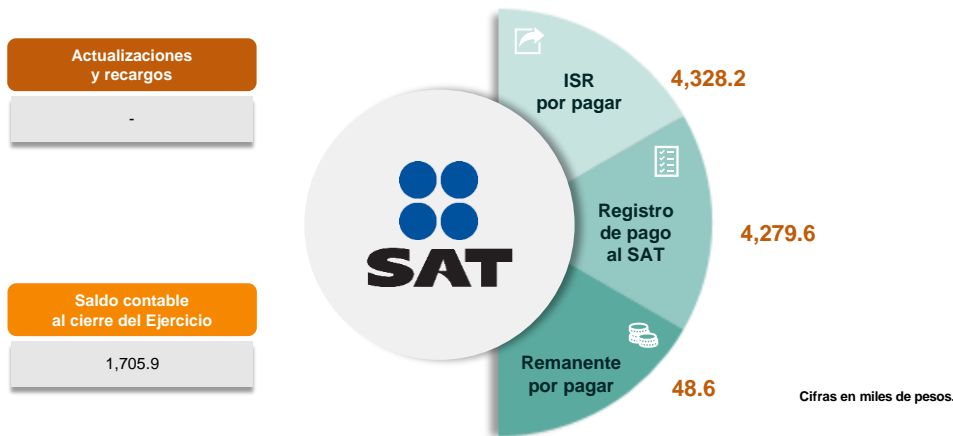 Actualizaciones
y recargos
-
Saldo contable
al cierre del Ejercicio
1,705.9
SAT
ISR
por pagar
4,328.2
Registro
de pago
al SAT
4,279.6
Remanente
por pagar
48.6
Cifras en miles de pesos.